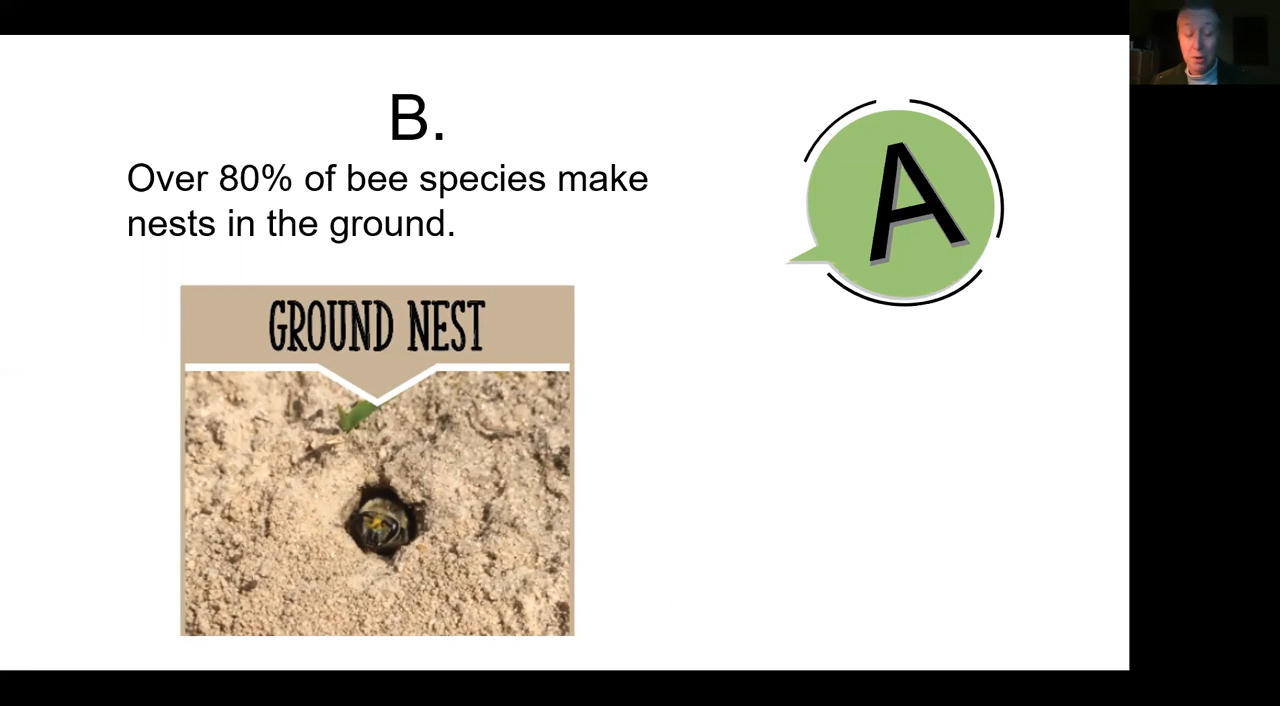 B.
Over 80% of bee species make
nests in the ground.
A
GROUND NEST